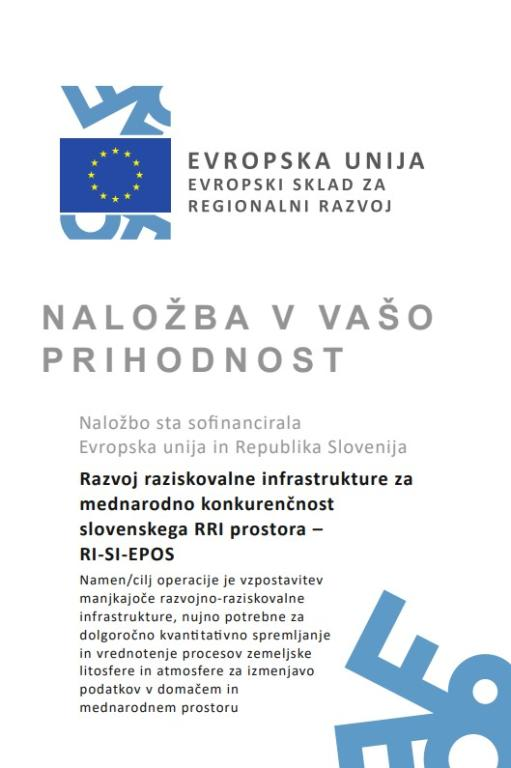 EVROPSKA UNIJA
EVROPSKI SKLAD ZA
REGIONALNI RAZVOJ
NALOŽBA V VAŠO
PRIHODNOST
Naložbo sta sofinancirala
Evropska unija in Republika Slovenija
Razvoj raziskovalne infrastrukture za
mednarodno konkurenčnost
slovenskega RRI prostora –
RI-SI-EPOS
Namen/cilj operacije je vzpostavitev
manjkajoče razvojno-raziskovalne
infrastrukture, nujno potrebne za
dolgoročno kvantitativno spremljanje
in vrednotenje procesov zemeljske
litosfere in atmosfere za izmenjavo
podatkov v domačem in
mednarodnem prostoru